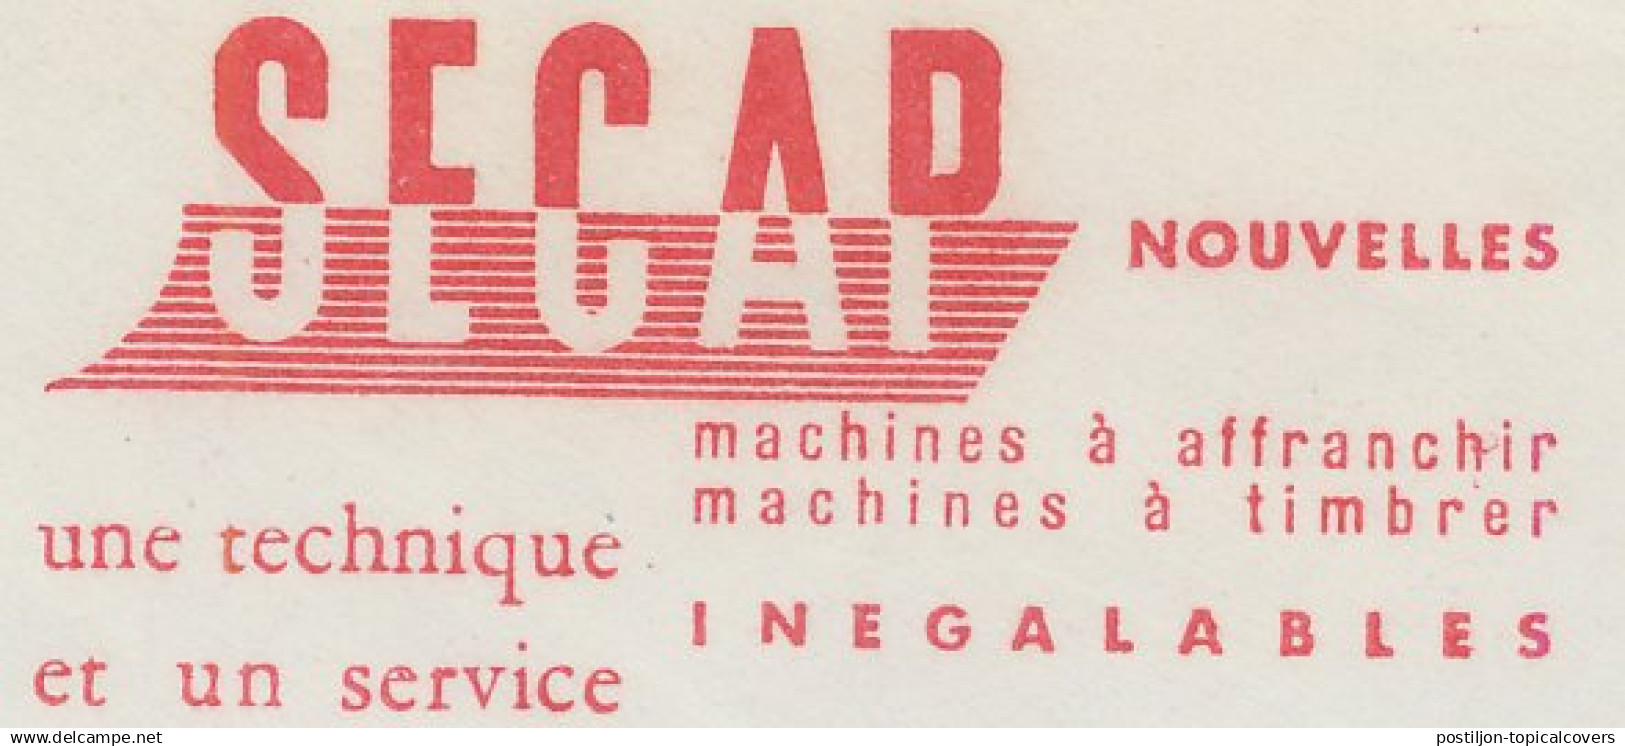 SECAP
NOUVELLES
machines à affranchir
machines à timbrer
INEGALABLES
une technique
et un service
www.delcampe.net
postiljon-topicalcovers